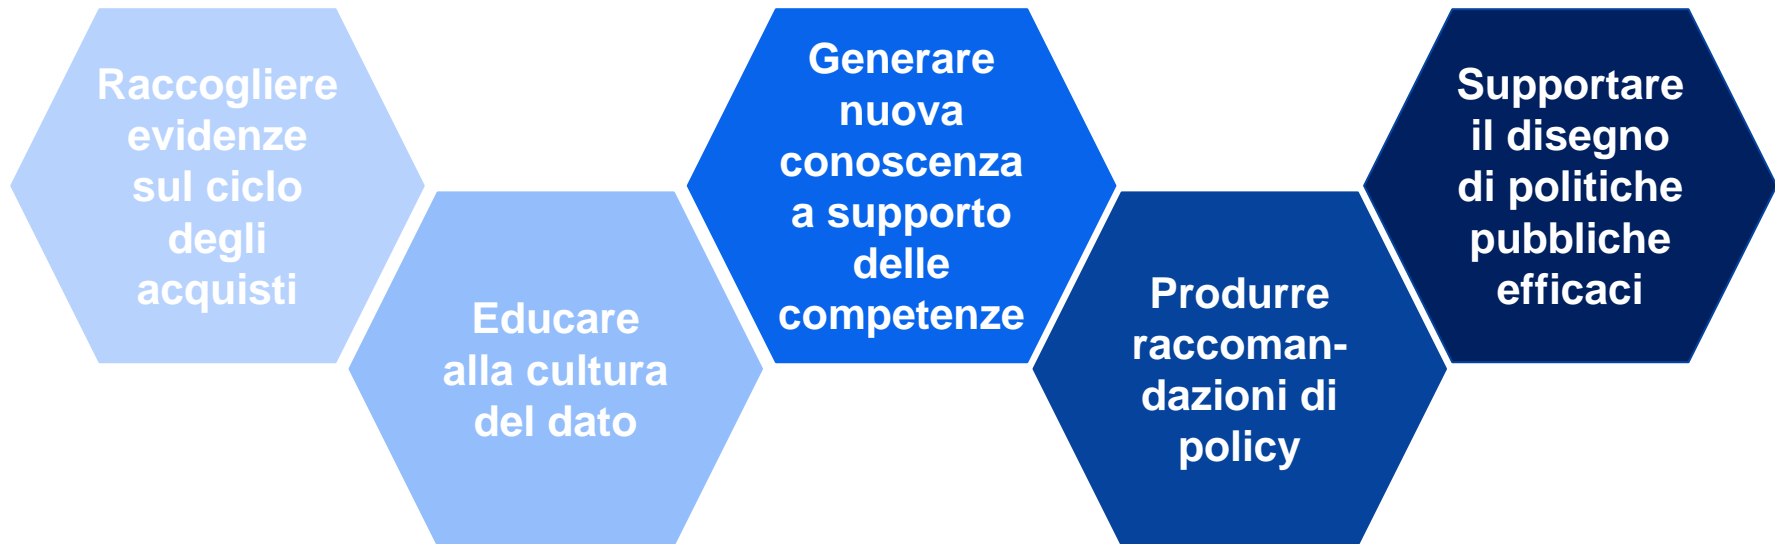 Raccogliere
evidenze
sul ciclo
degli
acquisti
Educare
alla cultura
del dato
Generare
nuova
conoscenza
a supporto
delle
competenze
Produrre
raccoman-
dazioni di
policy
Supportare
il disegno
di politiche
pubbliche
efficaci